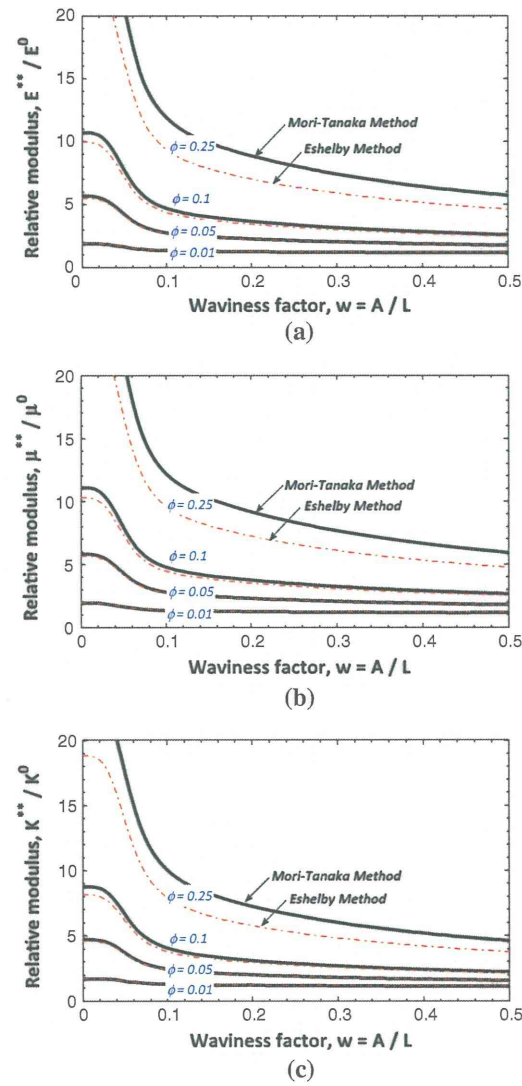 20
15
10
5
0
Relative modulus, E** / E⁰
Mori-Tanaka Method
Eshelby Method
ϕ = 0.25
ϕ = 0.1
ϕ = 0.05
ϕ = 0.01
0 0.1 0.2 0.3 0.4 0.5
Waviness factor, w = A / L
(a)
20
15
10
5
0
Relative modulus, μ** / μ⁰
Mori-Tanaka Method
Eshelby Method
ϕ = 0.25
ϕ = 0.1
ϕ = 0.05
ϕ = 0.01
0 0.1 0.2 0.3 0.4 0.5
Waviness factor, w = A / L
(b)
20
15
10
5
0
Relative modulus, K** / K⁰
Mori-Tanaka Method
Eshelby Method
ϕ = 0.25
ϕ = 0.1
ϕ = 0.05
ϕ = 0.01
0 0.1 0.2 0.3 0.4 0.5
Waviness factor, w = A / L
(c)